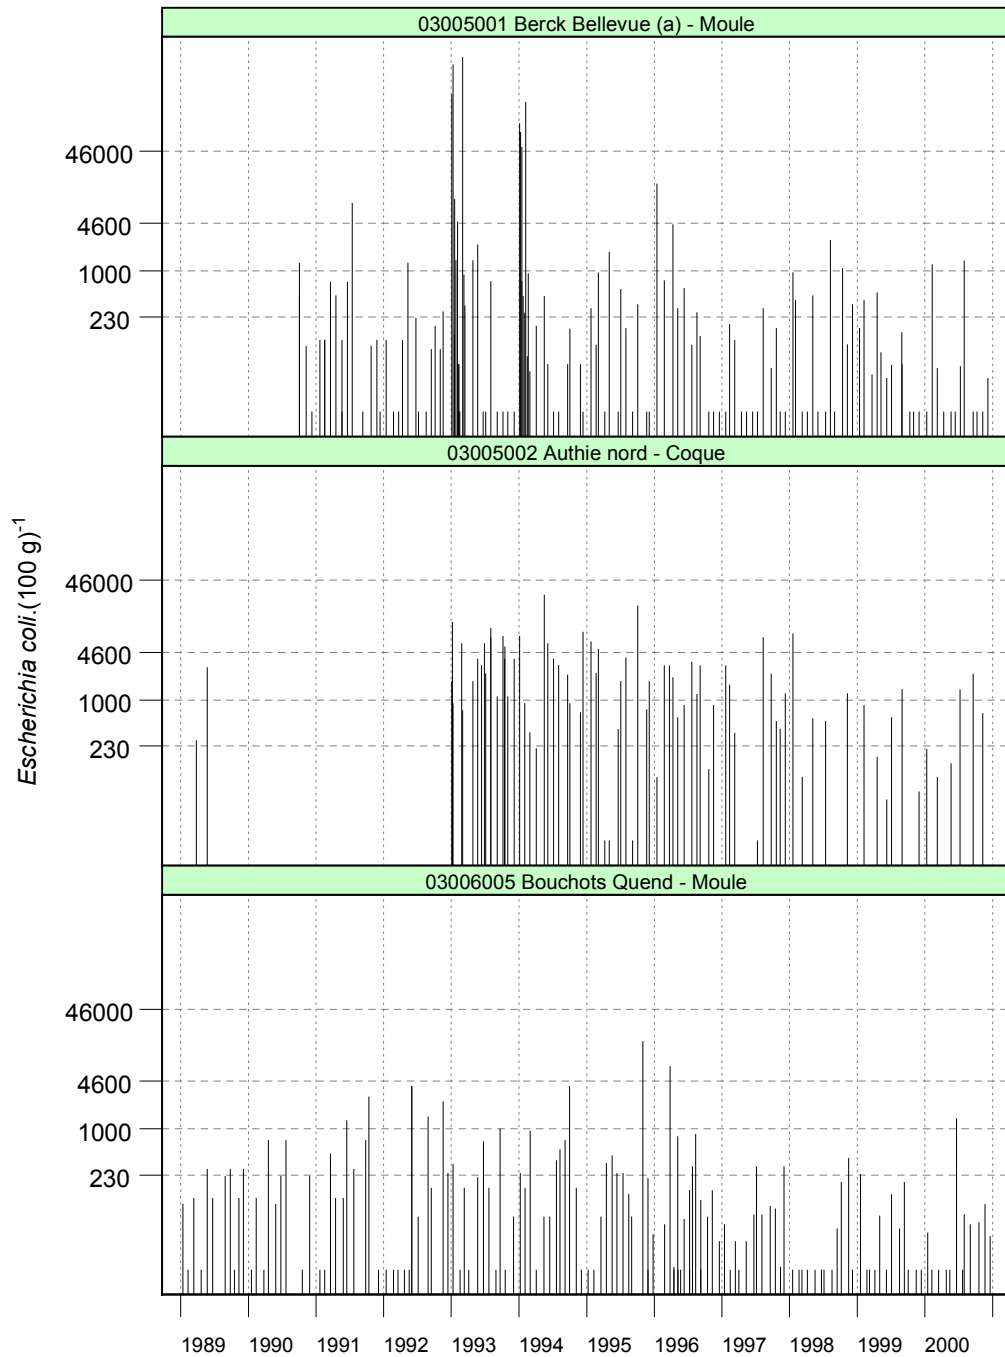 03005001 Berck Bellevue (a) - Moule
46000
4600
1000
230
03005002 Authie nord - Coque
Escherichia coli.(100 g)⁻¹
46000
4600
1000
230
03006005 Bouchots Quend - Moule
46000
4600
1000
230
1989 1990 1991 1992 1993 1994 1995 1996 1997 1998 1999 2000